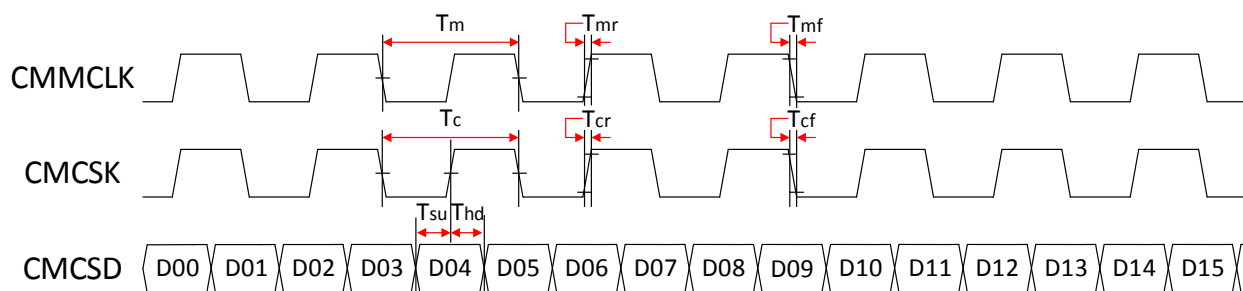 Tm Tmr Tmf
CMMCLK
Tc Tcr Tcf
CMCSK
Tsu Thd
CMCSD D00 D01 D02 D03 D04 D05 D06 D07 D08 D09 D10 D11 D12 D13 D14 D15